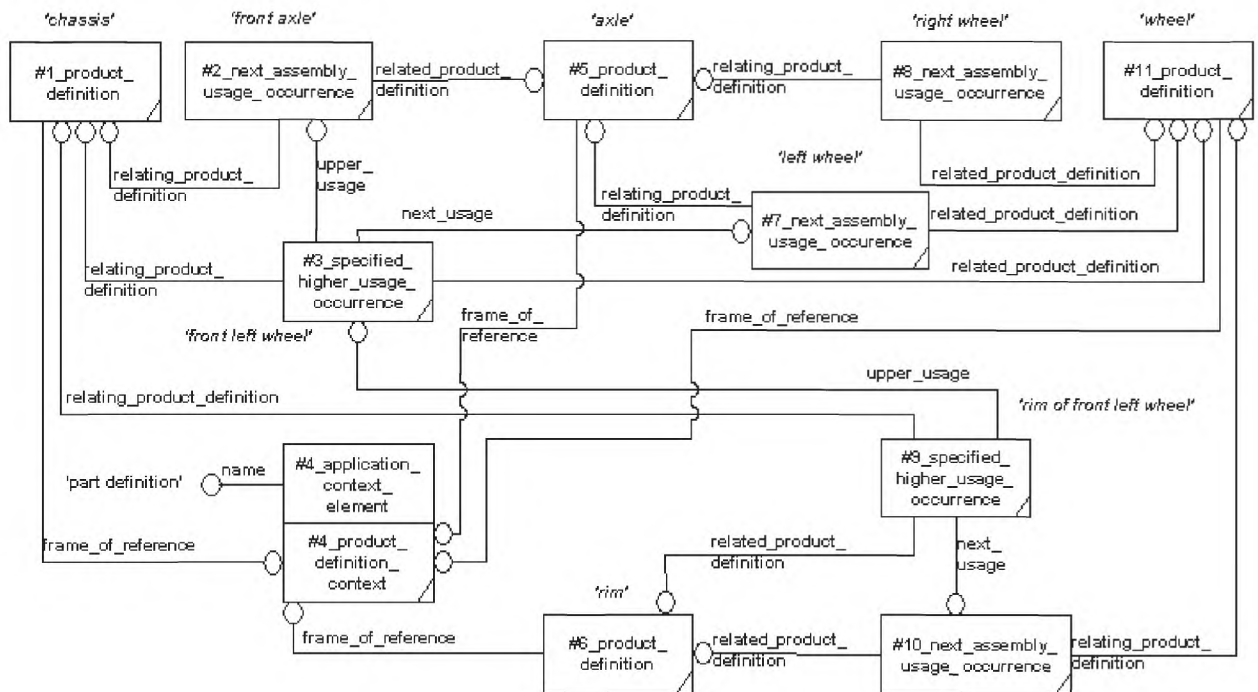 'chassis'
'front axle'
'axle'
'right wheel'
'wheel'
#1_product_
definition
#2_next_assembly_
usage_ occurrence
related_product_
definition
#5_product_
definition
relating_product_
definition
#8_next_assembly_
usage_ occurrence
#11_product_
definition
relating_product_
definition
upper_
usage
'left wheel'
related_product_definition
relating_product_
definition
next_usage
#7_next_assembly_
usage_ occurence
related_product_definition
relating_product_
definition
#3_specified_
higher_usage_
occurrence
related_product_definition
'front left wheel'
frame_of_
reference
frame_of_reference
upper_usage
relating_product_definition
'rim of front left wheel'
'part definition'
name
#4_application_
context_
element
#9_specified_
higher_usage_
occurrence
frame_of_reference
#4_product_
definition_
context
related_product_
definition
next_
usage
'rim'
frame_of_reference
#6_product_
definition
related_product_
definition
#10_next_assembly_
usage_ occurrence
relating_product_
definition